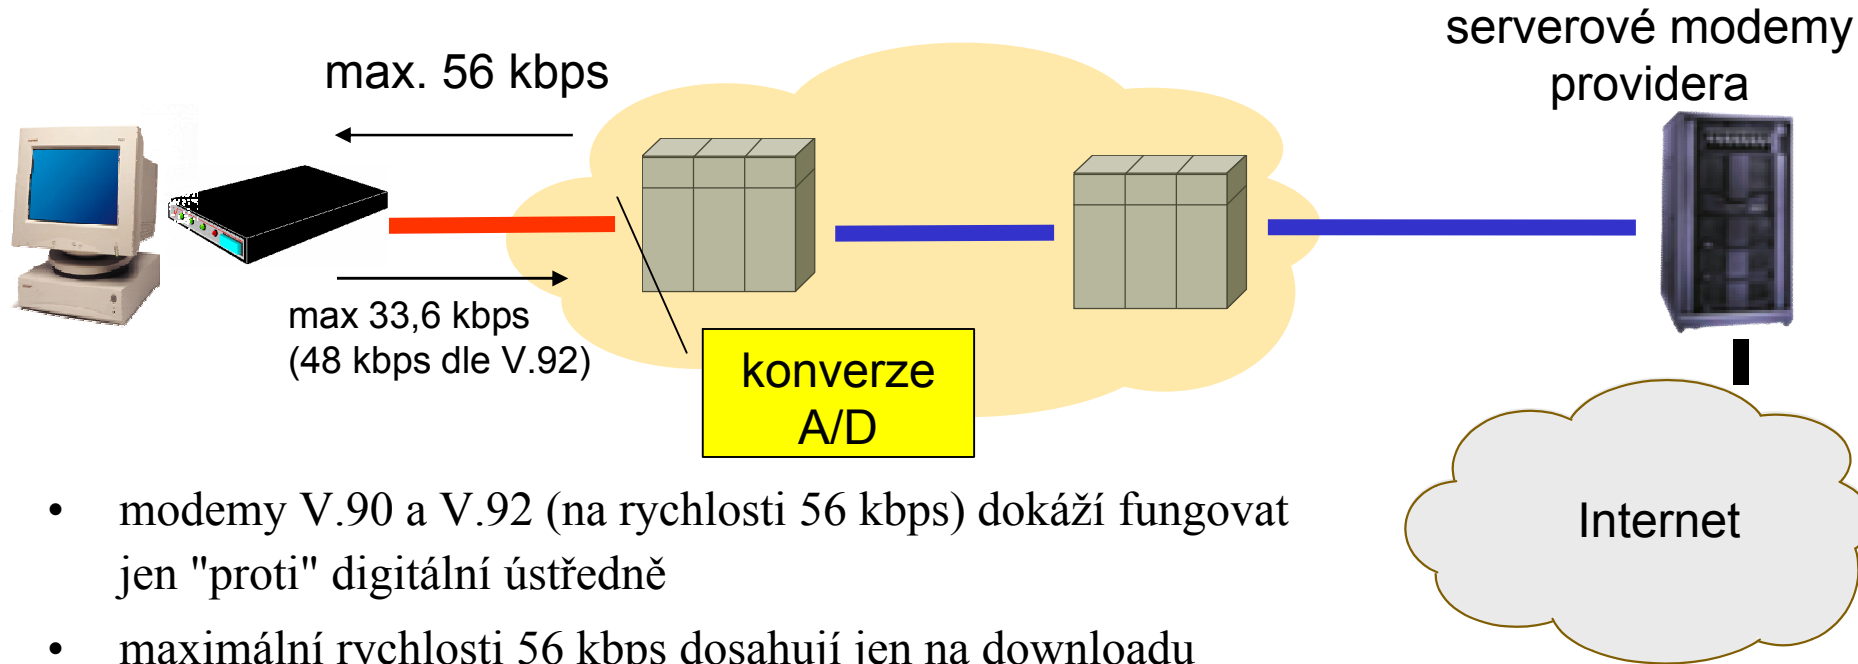 serverové modemy
providera
max. 56 kbps
max 33,6 kbps
(48 kbps dle V.92)
konverze
A/D
Internet
• modemy V.90 a V.92 (na rychlosti 56 kbps) dokáží fungovat
jen "proti" digitální ústředně
• maximální rychlosti 56 kbps dosahují jen na downloadu